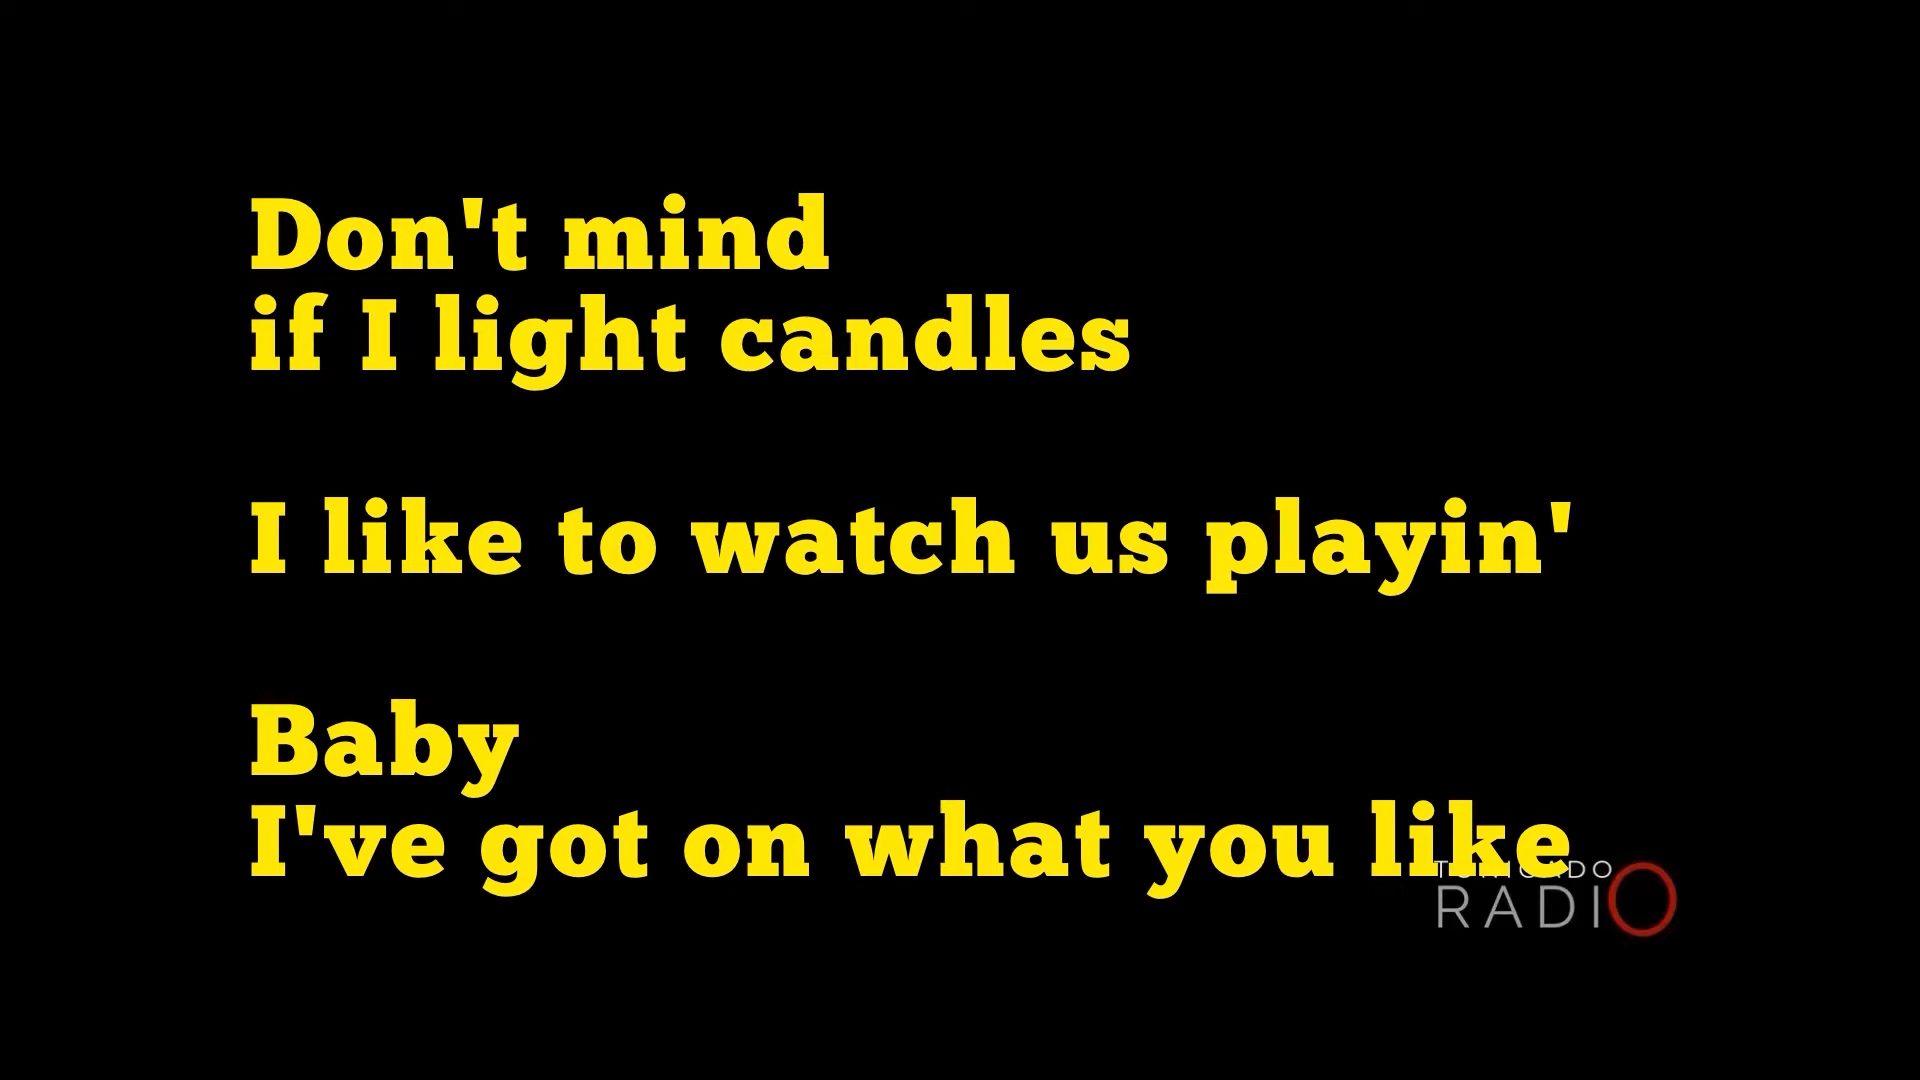 Don't mind
if I light candles
I like to watch us playin'
Baby
I've got on what you like
RADIO